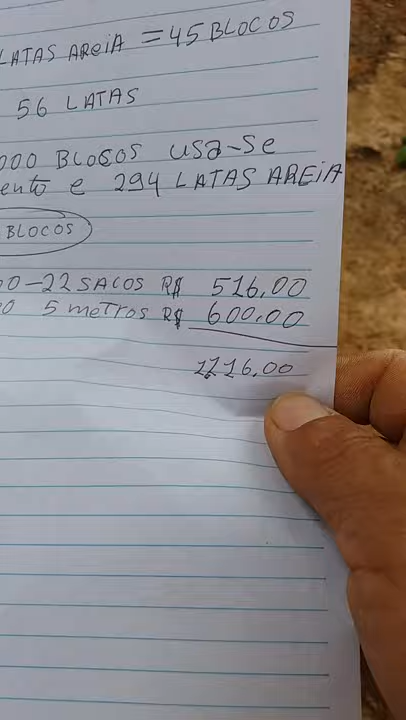 LATAS AREIA = 45 BLOCOS
56 LATAS
000 BLOCOS USA-SE
ento e 294 LATAS AREIA
BLOCOS
0 - 22 SACOS R$ 516,00
0 5 metROS R$ 600,00
1116,00